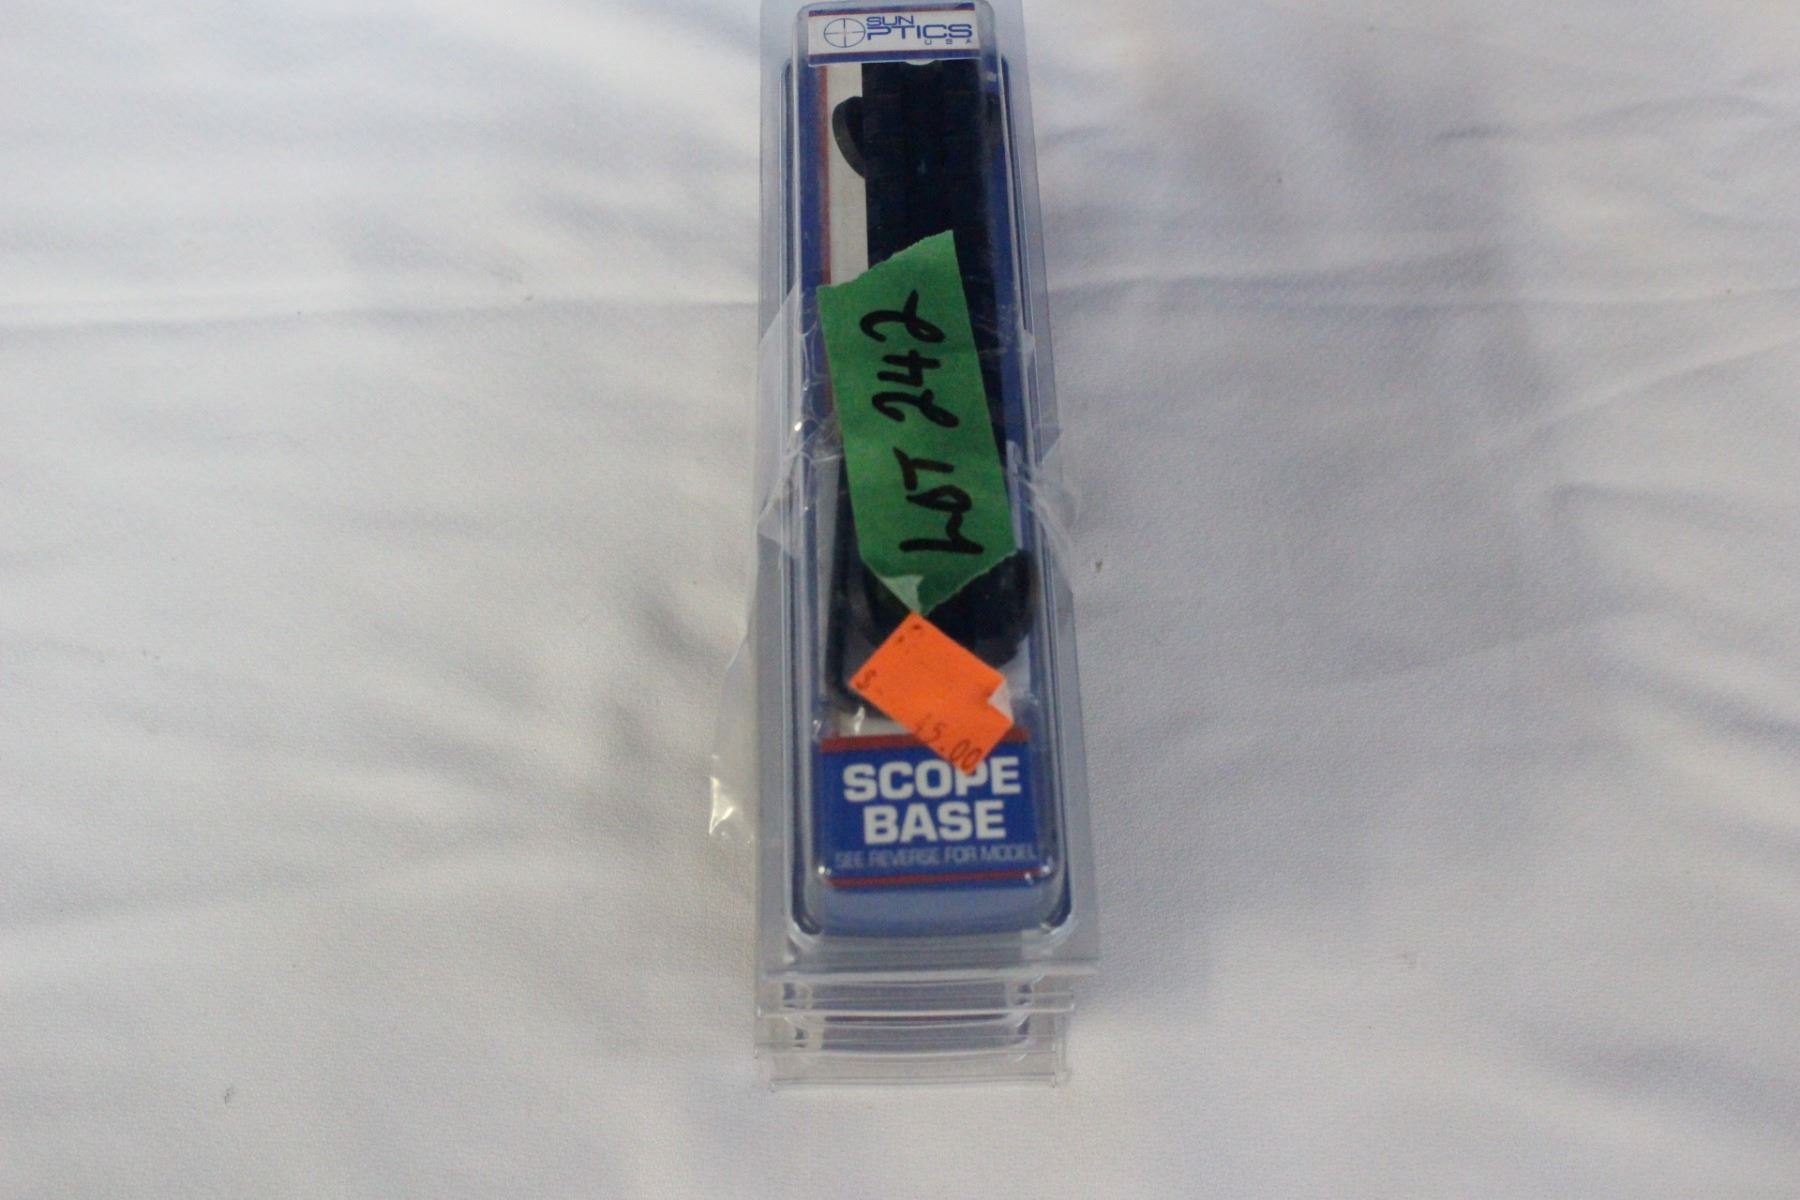 SUN
OPTICS
USA
LOT 242
$. 15.00
SCOPE
BASE
SEE REVERSE FOR MODEL